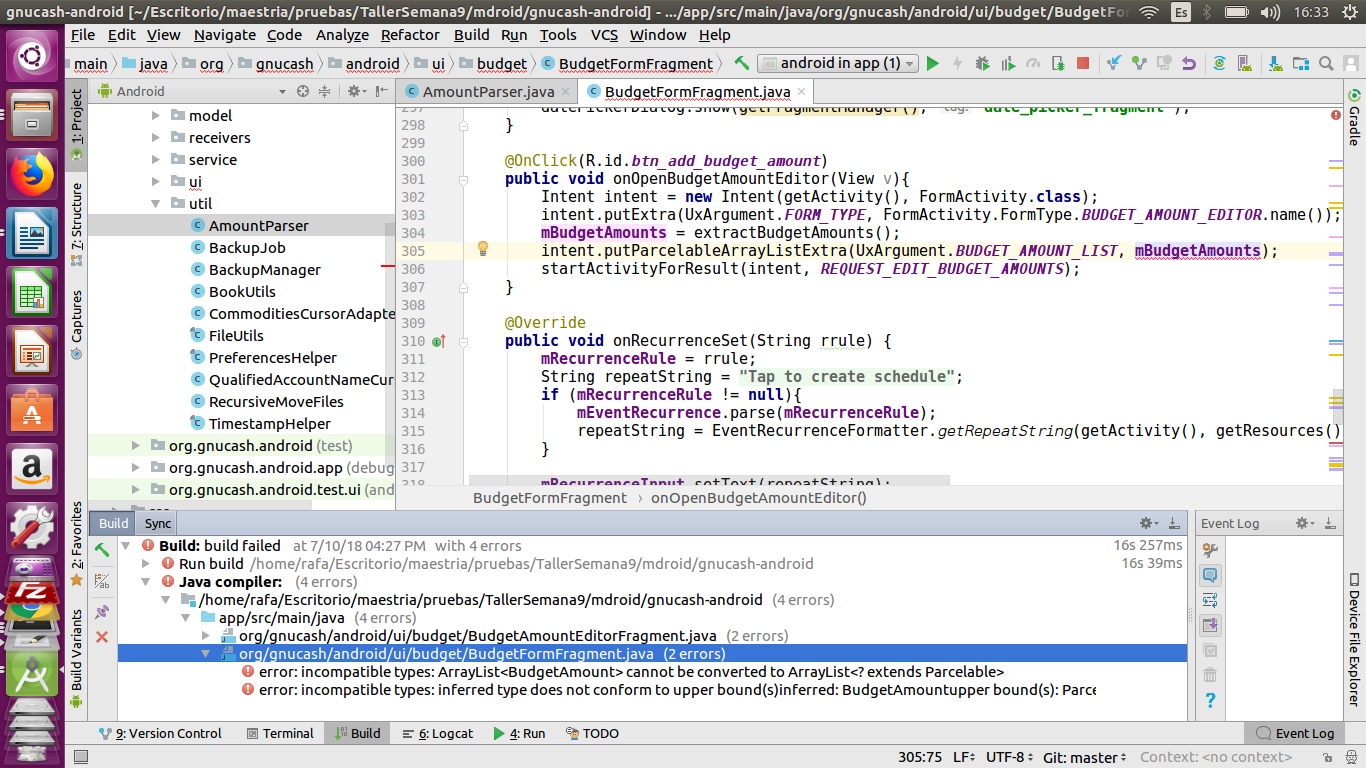 gnucash-android [~/Escritorio/maestria/pruebas/TallerSemana9/mdroid/gnucash-android] - .../app/src/main/java/org/gnucash/android/ui/budget/BudgetFor
Es 16:33
File Edit View Navigate Code Analyze Refactor Build Run Tools VCS Window Help
main java org gnucash android ui budget BudgetFormFragment android in app (1)
Android
AmountParser.java BudgetFormFragment.java
1: Project
7: Structure
Captures
2: Favorites
Build Variants
model
receivers
service
ui
util
AmountParser
BackupJob
BackupManager
BookUtils
CommoditiesCursorAdapte
FileUtils
PreferencesHelper
QualifiedAccountNameCur
RecursiveMoveFiles
TimestampHelper
org.gnucash.android (test)
org.gnucash.android.app (debug
org.gnucash.android.test.ui (and
297 datePickerDialog.show(getFragmentManager(), tag: "date_picker_fragment");
298 }
299
300 @OnClick(R.id.btn_add_budget_amount)
301 public void onOpenBudgetAmountEditor(View v){
302 Intent intent = new Intent(getActivity(), FormActivity.class);
303 intent.putExtra(UxArgument.FORM_TYPE, FormActivity.FormType.BUDGET_AMOUNT_EDITOR.name());
304 mBudgetAmounts = extractBudgetAmounts();
305 intent.putParcelableArrayListExtra(UxArgument.BUDGET_AMOUNT_LIST, mBudgetAmounts);
306 startActivityForResult(intent, REQUEST_EDIT_BUDGET_AMOUNTS);
307 }
308
309 @Override
310 public void onRecurrenceSet(String rrule) {
311 mRecurrenceRule = rrule;
312 String repeatString = "Tap to create schedule";
313 if (mRecurrenceRule != null){
314 mEventRecurrence.parse(mRecurrenceRule);
315 repeatString = EventRecurrenceFormatter.getRepeatString(getActivity(), getResources()
316 }
317
318 mRecurrenceInput.setText(repeatString);
BudgetFormFragment › onOpenBudgetAmountEditor()
Gradle
Device File Explorer
Build Sync
Event Log
Build: build failed at 7/10/18 04:27 PM with 4 errors 16s 257ms
Run build /home/rafa/Escritorio/maestria/pruebas/TallerSemana9/mdroid/gnucash-android 16s 39ms
Java compiler: (4 errors)
/home/rafa/Escritorio/maestria/pruebas/TallerSemana9/mdroid/gnucash-android (4 errors)
app/src/main/java (4 errors)
org/gnucash/android/ui/budget/BudgetAmountEditorFragment.java (2 errors)
org/gnucash/android/ui/budget/BudgetFormFragment.java (2 errors)
error: incompatible types: ArrayList<BudgetAmount> cannot be converted to ArrayList<? extends Parcelable>
error: incompatible types: inferred type does not conform to upper bound(s)inferred: BudgetAmountupper bound(s): Parce
9: Version Control Terminal Build 6: Logcat 4: Run TODO Event Log
305:75 LF UTF-8 Git: master Context: <no context>